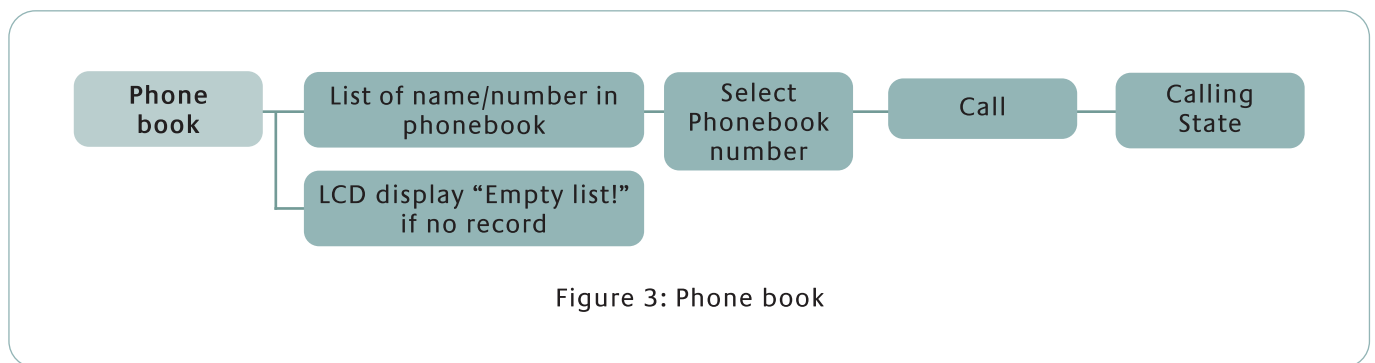 Phone
book
List of name/number in
phonebook
Select
Phonebook
number
Call
Calling
State
LCD display “Empty list!”
if no record
Figure 3: Phone book